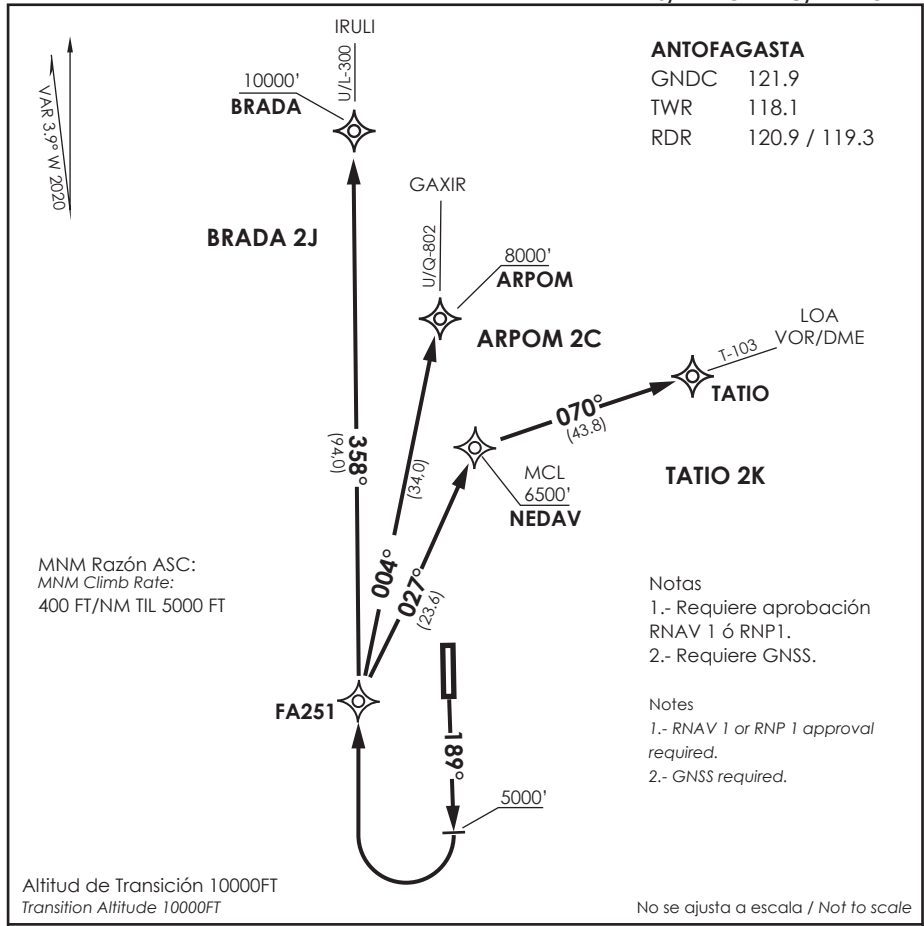 IRULI
U/L-300
10000'
BRADA
VAR 3.9° W 2020
ANTOFAGASTA
GNDC 121.9
TWR 118.1
RDR 120.9 / 119.3
GAXIR
U/Q-802
BRADA 2J
8000'
ARPOM
ARPOM 2C
LOA
VOR/DME
T-103
TATIO
070°
(43.8)
358°
(94.0)
(34.0)
MCL
6500'
NEDAV
TATIO 2K
004°
027°
(23.6)
MNM Razón ASC:
MNM Climb Rate:
400 FT/NM TIL 5000 FT
Notas
1.- Requiere aprobación
RNAV 1 ó RNP1.
2.- Requiere GNSS.
FA251
189°
Notes
1.- RNAV 1 or RNP 1 approval
required.
2.- GNSS required.
5000'
Altitud de Transición 10000FT
Transition Altitude 10000FT
No se ajusta a escala / Not to scale